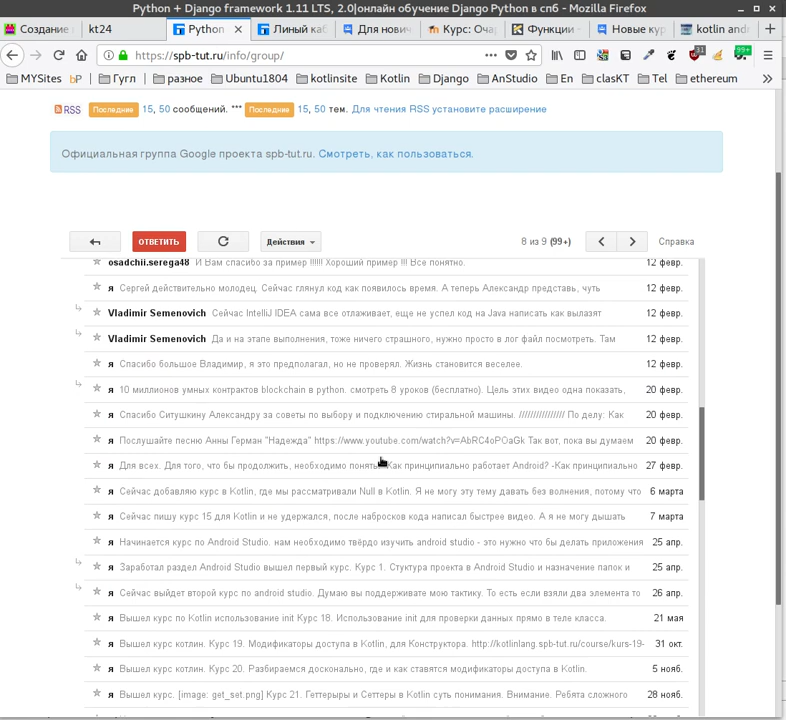 Python + Django framework 1.11 LTS, 2.0|онлайн обучение Django Python в спб - Mozilla Firefox
Создание
kt24
Python
Линый каб
Для нович
Курс: Очар
Функции -
Новые кур
kotlin and
https://spb-tut.ru/info/group/
31
99+
MYSites
bP
Гугл
разное
Ubuntu1804
kotlinsite
Kotlin
Django
AnStudio
En
clasKT
Tel
ethereum
RSS Последние 15, 50 сообщений. *** Последние 15, 50 тем. Для чтения RSS установите расширение
Официальная группа Google проекта spb-tut.ru. Смотреть, как пользоваться.
ОТВЕТИТЬ
Действия
8 из 9 (99+)
Справка
osadchii.serega48 И Вам спасибо за пример !!!!!! Хороший пример !!! Все понятно. 12 февр.
я Сергей действительно молодец. Сейчас глянул код как появилось время. А теперь Александр представь, чуть 12 февр.
Vladimir Semenovich Сейчас IntelliJ IDEA сама все отлаживает, еще не успел код на Java написать как вылазят 12 февр.
Vladimir Semenovich Да и на этапе выполнения, тоже ничего страшного, нужно просто в лог файл посмотреть. Там 12 февр.
я Спасибо большое Владимир, я это предполагал, но не проверял. Жизнь становится веселее. 12 февр.
я 10 миллионов умных контрактов blockchain в python. смотреть 8 уроков (бесплатно). Цель этих видео одна показать, 20 февр.
я Спасибо Ситушкину Александру за советы по выбору и подключению стиральной машины. //////////////// По делу: Как 20 февр.
я Послушайте песню Анны Герман "Надежда" https://www.youtube.com/watch?v=AbRC4oPOaGk Так вот, пока вы думаем 20 февр.
я Для всех. Для того, что бы продолжить, необходимо понять. -Как принципиально работает Android? -Как принципиально 27 февр.
я Сейчас добавляю курс в Kotlin, где мы рассматривали Null в Kotlin. Я не могу эту тему давать без волнения, потому что 6 марта
я Сейчас пишу курс 15 для Kotlin и не удержался, после набросков кода написал быстрее видео. А я не могу дышать 7 марта
я Начинается курс по Android Studio. нам необходимо твёрдо изучить android studio - это нужно что бы делать приложения 25 апр.
я Заработал раздел Android Studio вышел первый курс. Курс 1. Стуктура проекта в Android Studio и назначение папок и 25 апр.
я Сейчас выйдет второй курс по android studio. Думаю вы поддержвате мою тактику. То есть если взяли два элемента то 26 апр.
я Вышел курс по Kotlin использование init Курс 18. Использование init для проверки данных прямо в теле класса. 21 мая
я Вышел курс котлин. Курс 19. Модификаторы доступа в Kotlin, для Конструктора. http://kotlinlang.spb-tut.ru/course/kurs-19- 31 окт.
я Вышел курс котлин. Курс 20. Разбираемся досконально, где и как ставятся модификаторы доступа в Kotlin. 5 нояб.
я Вышел курс. [image: get_set.png] Курс 21. Геттеры​ры и Сеттеры в Kotlin суть понимания. Внимание. Ребята сложного 28 нояб.